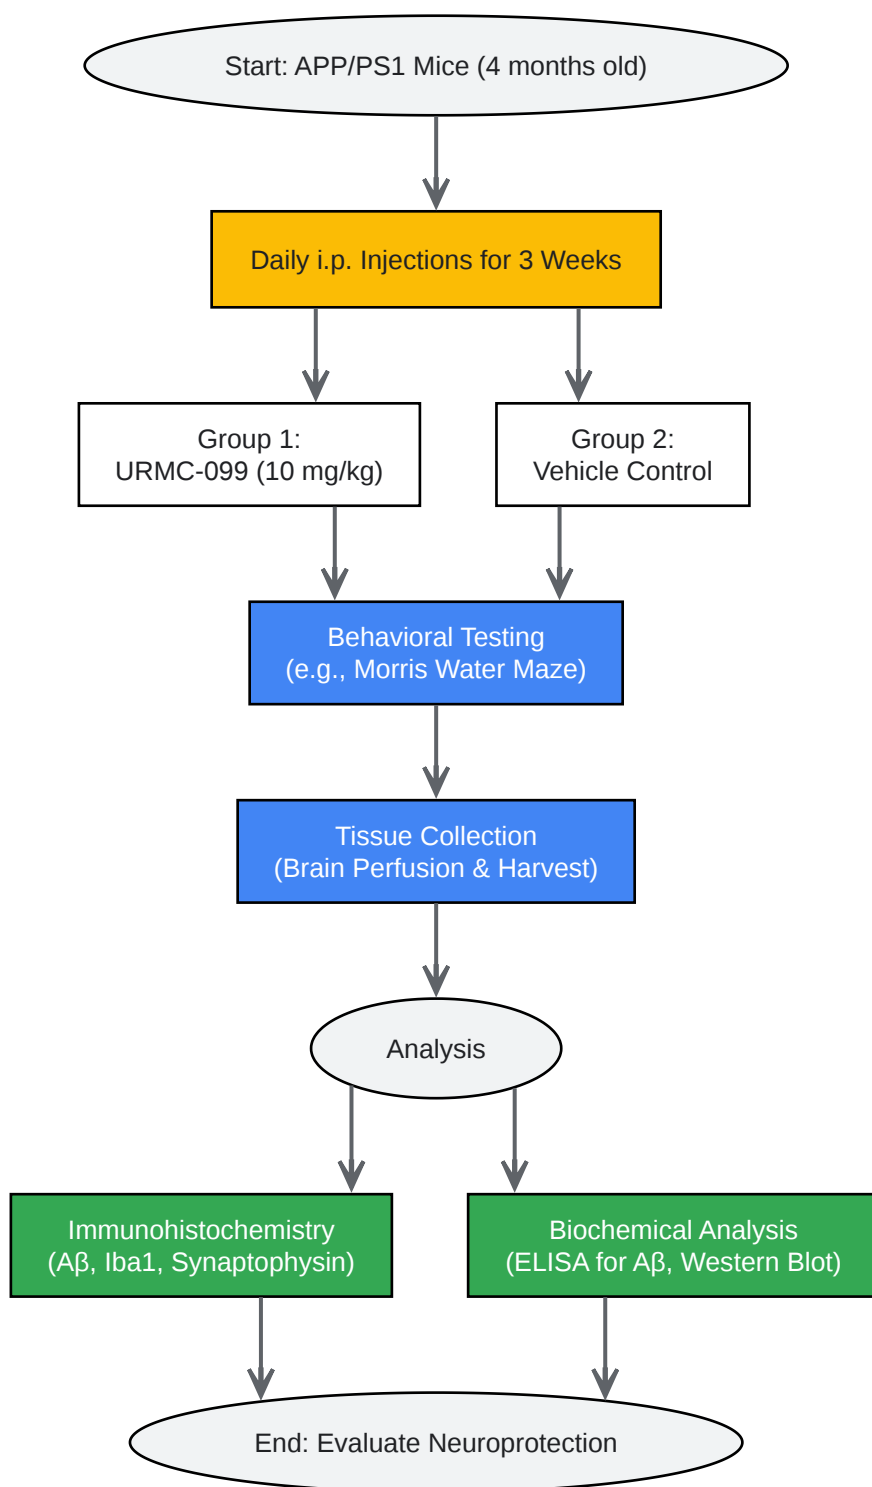 Start: APP/PS1 Mice (4 months old)
Daily i.p. Injections for 3 Weeks
Group 1:
URMC-099 (10 mg/kg)
Group 2:
Vehicle Control
Behavioral Testing
(e.g., Morris Water Maze)
Tissue Collection
(Brain Perfusion & Harvest)
Analysis
Immunohistochemistry
(Aβ, Iba1, Synaptophysin)
Biochemical Analysis
(ELISA for Aβ, Western Blot)
End: Evaluate Neuroprotection